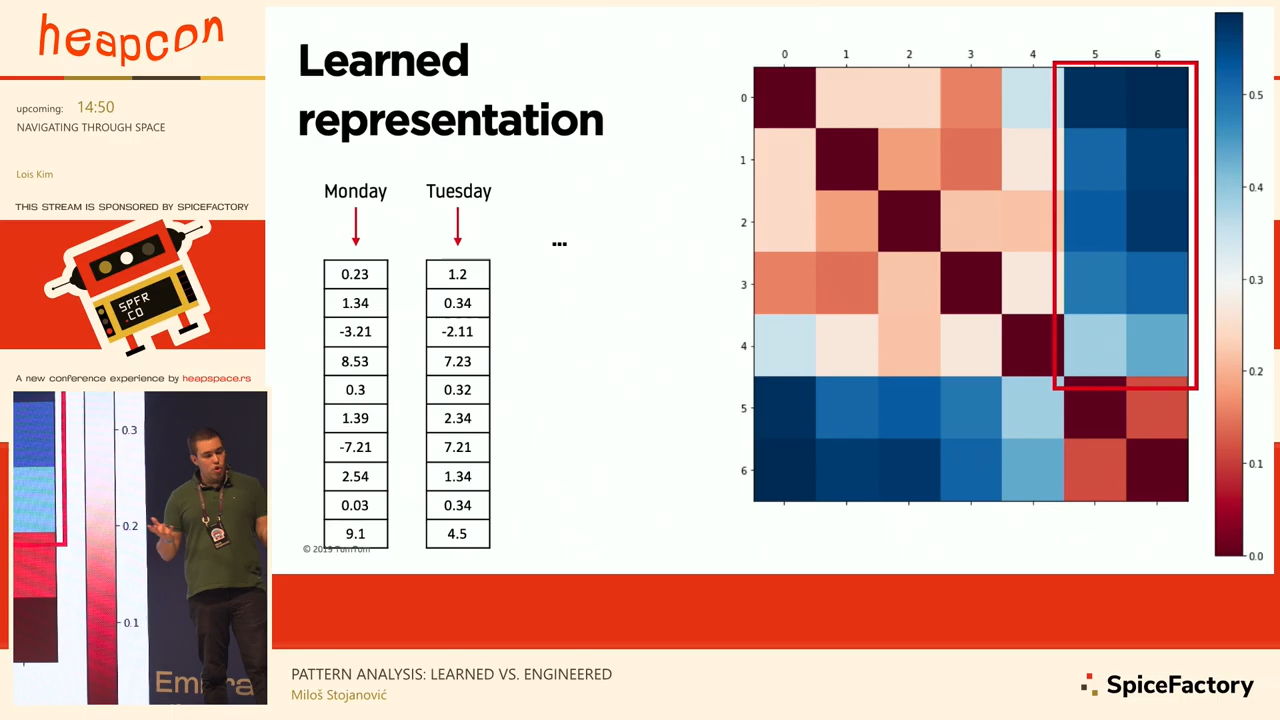 heapcon
upcoming: 14:50
NAVIGATING THROUGH SPACE
Lois Kim
THIS STREAM IS SPONSORED BY SPICEFACTORY
SPFR
.CO
A new conference experience by heapspace.rs
0.3
0.2
0.1
Learned
representation
Monday Tuesday
...
0.23 1.2
1.34 0.34
-3.21 -2.11
8.53 7.23
0.3 0.32
1.39 2.34
-7.21 7.21
2.54 1.34
0.03 0.34
9.1 4.5
© 2019 TomTom
0 1 2 3 4 5 6
0
1
2
3
4
5
6
0.5
0.4
0.3
0.2
0.1
0.0
PATTERN ANALYSIS: LEARNED VS. ENGINEERED
Miloš Stojanović
SpiceFactory